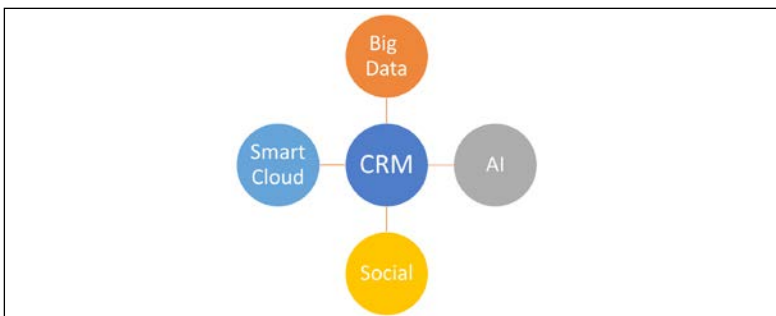 Big
Data
Smart
Cloud
CRM
AI
Social